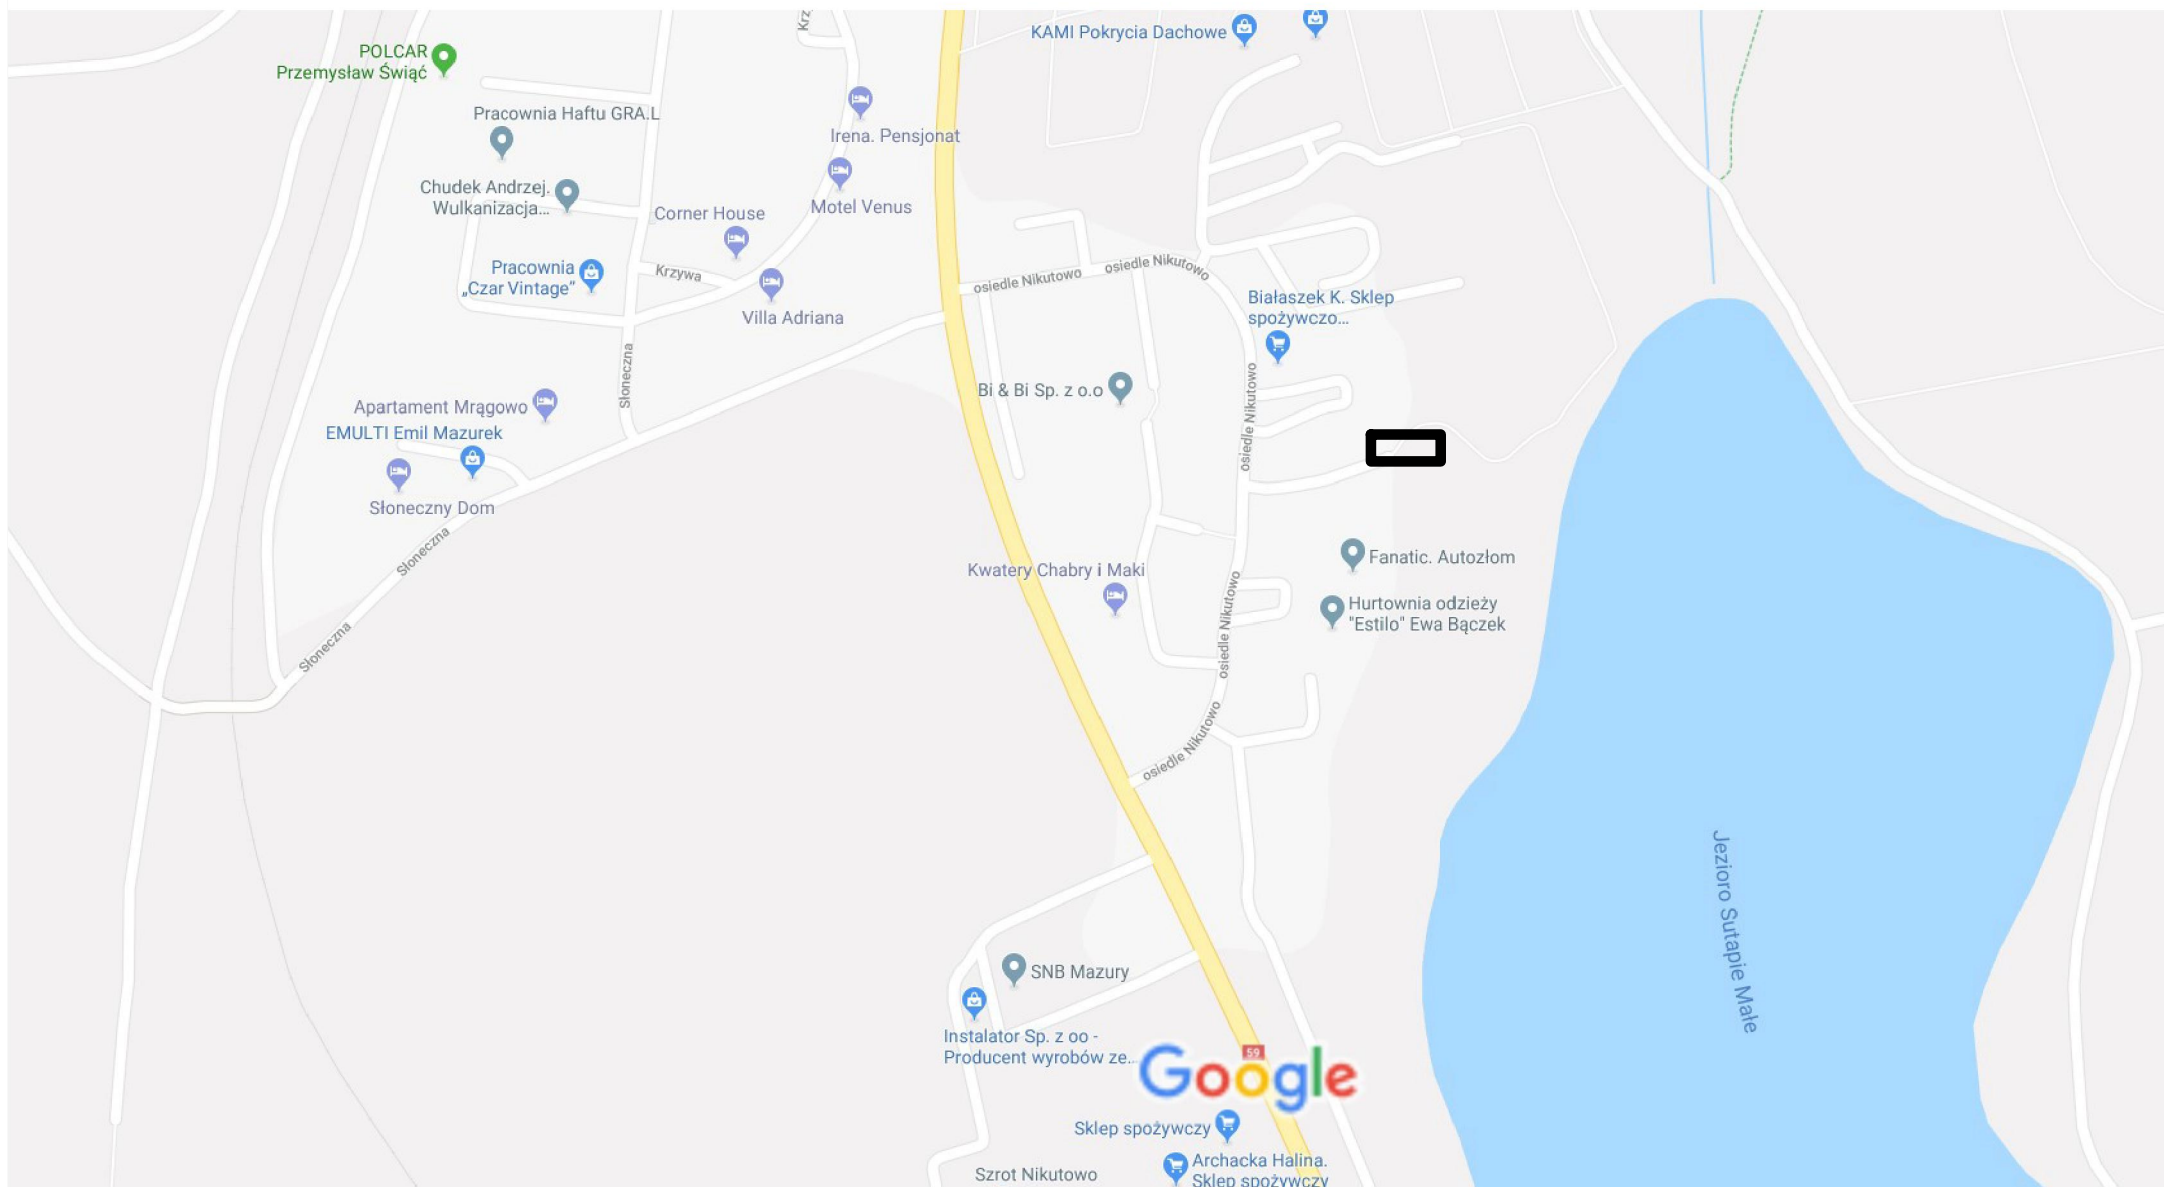 KAMI Pokrycia Dachowe
POLCAR
Przemysław Świąć
Krz
Pracownia Haftu GRA.L
Irena. Pensjonat
Chudek Andrzej.
Wulkanizacja...
Motel Venus
Corner House
Pracownia
„Czar Vintage”
Krzywa
Villa Adriana
osiedle Nikutowo
osiedle Nikutowo
Białaszek K. Sklep
spożywczo...
Słoneczna
Bi & Bi Sp. z o.o
osiedle Nikutowo
Apartament Mrągowo
EMULTI Emil Mazurek
Słoneczny Dom
Słoneczna
Fanatic. Autozłom
Kwatery Chabry i Maki
Hurtownia odzieży
"Estilo" Ewa Bączek
osiedle Nikutowo
Słoneczna
osiedle Nikutowo
Jezioro Sutapie Małe
SNB Mazury
Instalator Sp. z oo -
Producent wyrobów ze...
59
Google
Sklep spożywczy
Archacka Halina.
Sklep spożywczy
Szrot Nikutowo